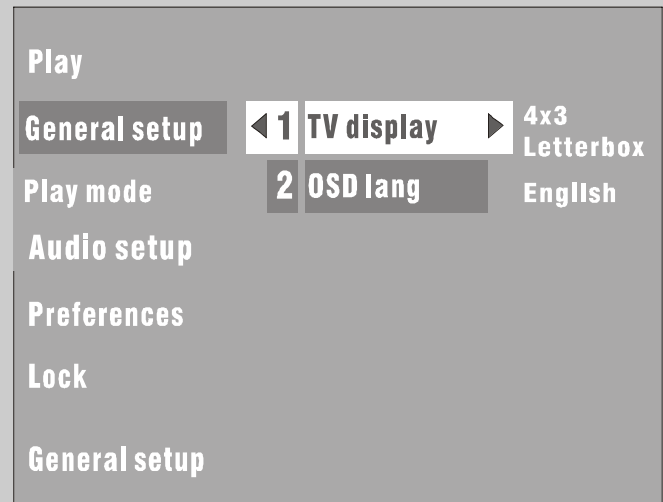 Play
General setup 1 TV display 4x3
Letterbox
Play mode 2 OSD lang EnglIsh
Audio setup
Preferences
Lock
General setup